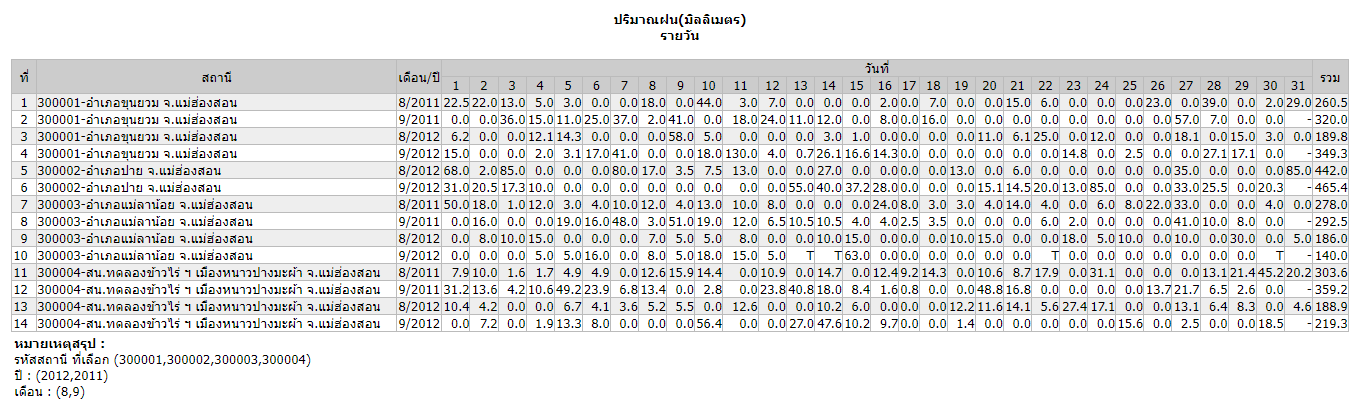 ปริมาณฝน(มิลลิเมตร)
รายวัน
ที่ สถานี เดือน/ปี วันที่ รวม
1 2 3 4 5 6 7 8 9 10 11 12 13 14 15 16 17 18 19 20 21 22 23 24 25 26 27 28 29 30 31
1 300001-อำเภอขุนยวม จ.แม่ฮ่องสอน 8/2011 22.5 22.0 13.0 5.0 3.0 0.0 0.0 18.0 0.0 44.0 3.0 7.0 0.0 0.0 0.0 2.0 0.0 7.0 0.0 0.0 15.0 6.0 0.0 0.0 0.0 23.0 0.0 39.0 0.0 2.0 29.0 260.5
2 300001-อำเภอขุนยวม จ.แม่ฮ่องสอน 9/2011 0.0 0.0 36.0 15.0 11.0 25.0 37.0 2.0 41.0 0.0 18.0 24.0 11.0 12.0 0.0 8.0 0.0 16.0 0.0 0.0 0.0 0.0 0.0 0.0 0.0 0.0 57.0 7.0 0.0 0.0 - 320.0
3 300001-อำเภอขุนยวม จ.แม่ฮ่องสอน 8/2012 6.2 0.0 0.0 12.1 14.3 0.0 0.0 0.0 58.0 5.0 0.0 0.0 0.0 3.0 1.0 0.0 0.0 0.0 0.0 11.0 6.1 25.0 0.0 12.0 0.0 0.0 18.1 0.0 15.0 3.0 0.0 189.8
4 300001-อำเภอขุนยวม จ.แม่ฮ่องสอน 9/2012 15.0 0.0 0.0 2.0 3.1 17.0 41.0 0.0 0.0 18.0 130.0 4.0 0.7 26.1 16.6 14.3 0.0 0.0 0.0 0.0 0.0 0.0 14.8 0.0 2.5 0.0 0.0 27.1 17.1 0.0 - 349.3
5 300002-อำเภอปาย จ.แม่ฮ่องสอน 8/2012 68.0 2.0 85.0 0.0 0.0 0.0 80.0 17.0 3.5 7.5 13.0 0.0 0.0 27.0 0.0 0.0 0.0 0.0 13.0 0.0 6.0 0.0 0.0 0.0 0.0 0.0 35.0 0.0 0.0 0.0 85.0 442.0
6 300002-อำเภอปาย จ.แม่ฮ่องสอน 9/2012 31.0 20.5 17.3 10.0 0.0 0.0 0.0 0.0 0.0 0.0 0.0 0.0 55.0 40.0 37.2 28.0 0.0 0.0 0.0 15.1 14.5 20.0 13.0 85.0 0.0 0.0 33.0 25.5 0.0 20.3 - 465.4
7 300003-อำเภอแม่ลาน้อย จ.แม่ฮ่องสอน 8/2011 50.0 18.0 1.0 12.0 3.0 4.0 10.0 12.0 4.0 13.0 10.0 8.0 0.0 0.0 0.0 24.0 8.0 3.0 3.0 4.0 14.0 4.0 0.0 6.0 8.0 22.0 33.0 0.0 0.0 4.0 0.0 278.0
8 300003-อำเภอแม่ลาน้อย จ.แม่ฮ่องสอน 9/2011 0.0 16.0 0.0 0.0 19.0 16.0 48.0 3.0 51.0 19.0 12.0 6.5 10.5 10.5 4.0 4.0 2.5 3.5 0.0 0.0 0.0 6.0 2.0 0.0 0.0 0.0 41.0 10.0 8.0 0.0 - 292.5
9 300003-อำเภอแม่ลาน้อย จ.แม่ฮ่องสอน 8/2012 0.0 8.0 10.0 15.0 0.0 0.0 0.0 7.0 5.0 5.0 8.0 0.0 0.0 10.0 15.0 0.0 0.0 0.0 15.0 0.0 0.0 0.0 18.0 5.0 10.0 0.0 10.0 0.0 30.0 0.0 5.0 186.0
10 300003-อำเภอแม่ลาน้อย จ.แม่ฮ่องสอน 9/2012 0.0 0.0 0.0 5.0 5.0 16.0 0.0 8.0 5.0 18.0 15.0 5.0 T T 63.0 0.0 0.0 0.0 0.0 0.0 0.0 T 0.0 0.0 0.0 0.0 0.0 0.0 0.0 T - 140.0
11 300004-สน.ทดลองข้าวไร่ ฯ เมืองหนาวปางมะผ้า จ.แม่ฮ่องสอน 8/2011 7.9 10.0 1.6 1.7 4.9 4.9 0.0 12.6 15.9 14.4 0.0 10.9 0.0 14.7 0.0 12.4 9.2 14.3 0.0 10.6 8.7 17.9 0.0 31.1 0.0 0.0 0.0 13.1 21.4 45.2 20.2 303.6
12 300004-สน.ทดลองข้าวไร่ ฯ เมืองหนาวปางมะผ้า จ.แม่ฮ่องสอน 9/2011 31.2 13.6 4.2 10.6 49.2 23.9 6.8 13.4 0.0 2.8 0.0 23.8 40.8 18.0 8.4 1.6 0.8 0.0 0.0 48.8 16.8 0.0 0.0 0.0 0.0 13.7 21.7 6.5 2.6 0.0 - 359.2
13 300004-สน.ทดลองข้าวไร่ ฯ เมืองหนาวปางมะผ้า จ.แม่ฮ่องสอน 8/2012 10.4 4.2 0.0 0.0 6.7 4.1 3.6 5.2 5.5 0.0 12.6 0.0 0.0 10.2 6.0 0.0 0.0 0.0 12.2 11.6 14.1 5.6 27.4 17.1 0.0 0.0 13.1 6.4 8.3 0.0 4.6 188.9
14 300004-สน.ทดลองข้าวไร่ ฯ เมืองหนาวปางมะผ้า จ.แม่ฮ่องสอน 9/2012 0.0 7.2 0.0 1.9 13.3 8.0 0.0 0.0 0.0 56.4 0.0 0.0 27.0 47.6 10.2 9.7 0.0 0.0 1.4 0.0 0.0 0.0 0.0 0.0 15.6 0.0 2.5 0.0 0.0 18.5 - 219.3
หมายเหตุสรุป :
รหัสสถานี ที่เลือก (300001,300002,300003,300004)
ปี : (2012,2011)
เดือน : (8,9)